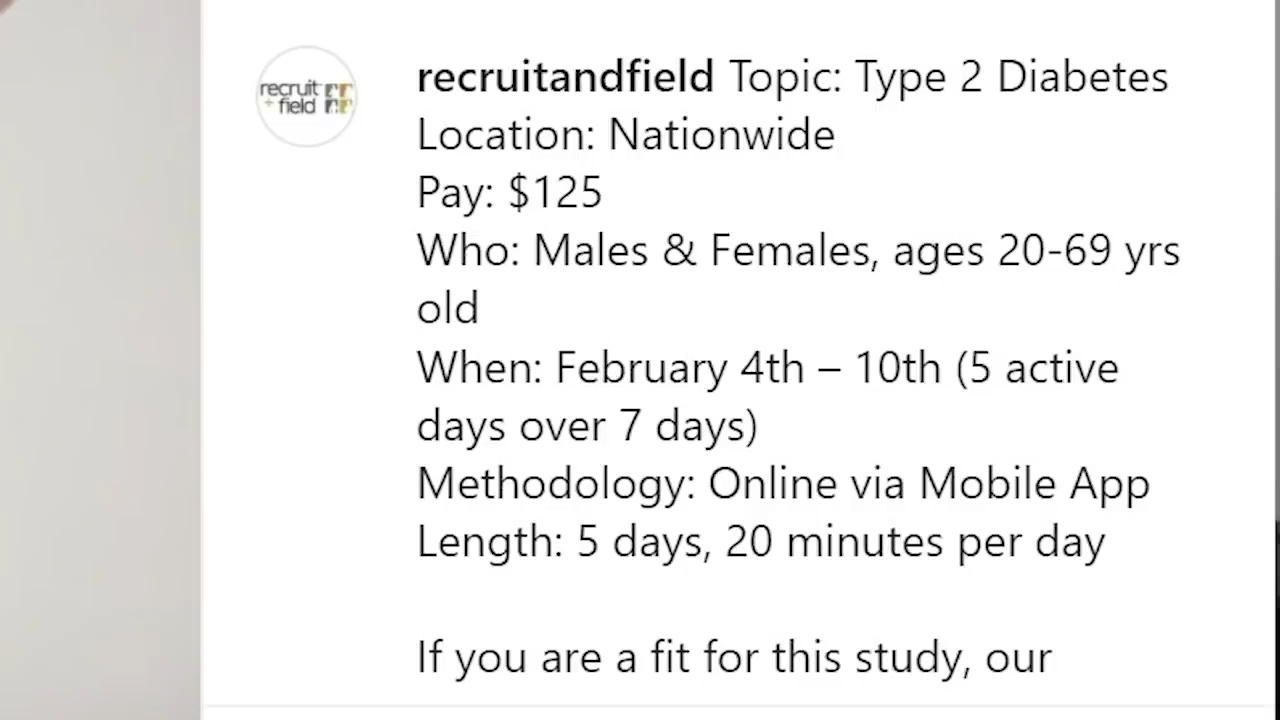 recruit
+ field
recruitandfield Topic: Type 2 Diabetes
Location: Nationwide
Pay: $125
Who: Males & Females, ages 20-69 yrs
old
When: February 4th – 10th (5 active
days over 7 days)
Methodology: Online via Mobile App
Length: 5 days, 20 minutes per day
If you are a fit for this study, our